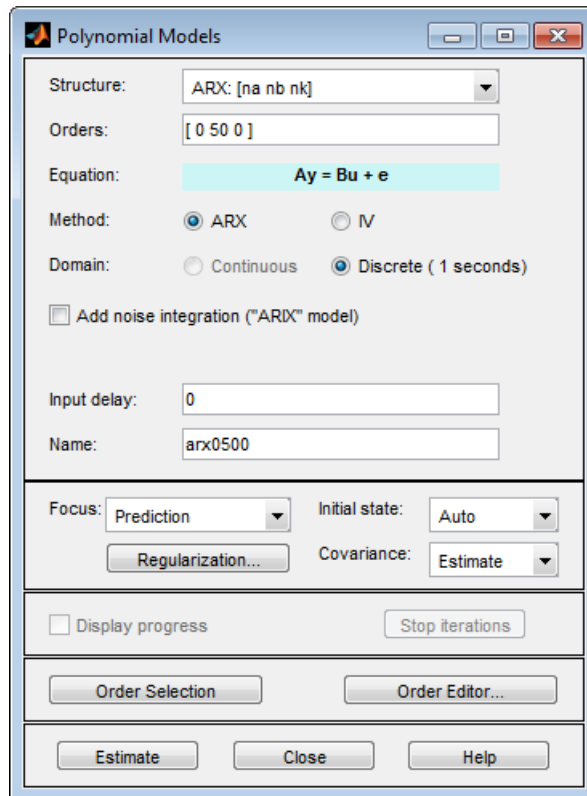 Polynomial Models
Structure: ARX: [na nb nk]
Orders: [ 0 50 0 ]
Equation: Ay = Bu + e
Method: ARX IV
Domain: Continuous Discrete ( 1 seconds)
Add noise integration ("ARIX" model)
Input delay: 0
Name: arx0500
Focus: Prediction Initial state: Auto
Regularization... Covariance: Estimate
Display progress Stop iterations
Order Selection Order Editor...
Estimate Close Help